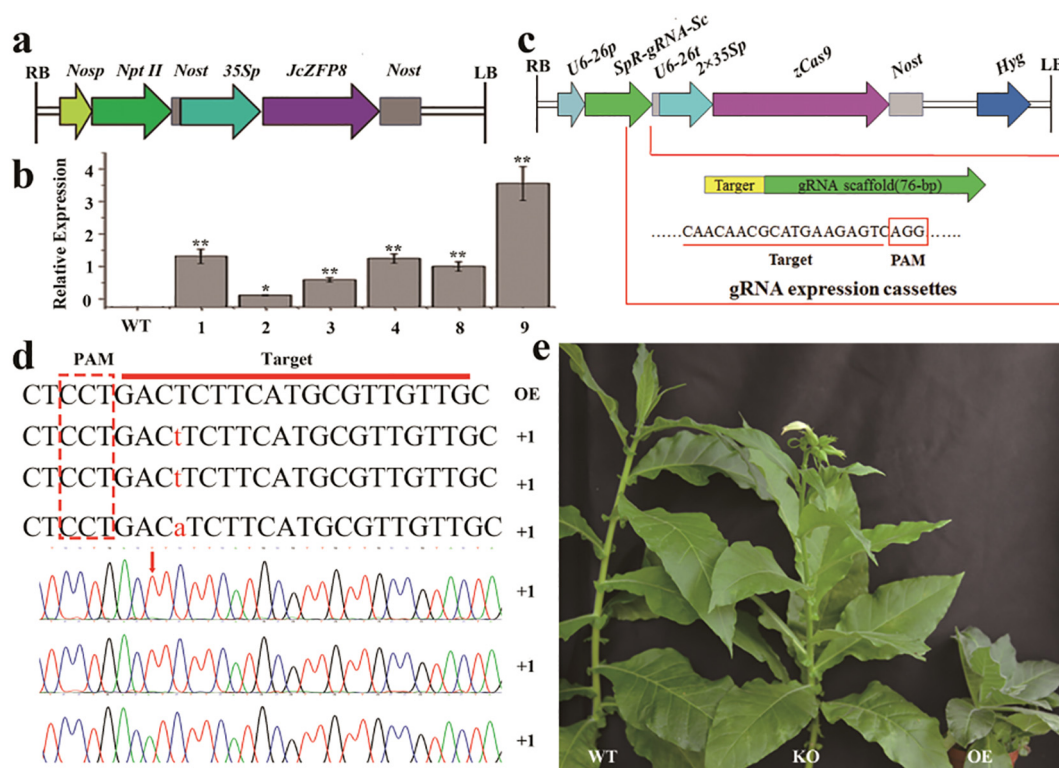 a
RB Nosp Npt II Nost 35Sp JcZFP8 Nost LB
b
Relative Expression
4
3
2
1
0
** * ** ** ** **
WT 1 2 3 4 8 9
c
RB U6-26p SpR-gRNA-Sc U6-26t 2×35Sp zCas9 Nost Hyg LB
Targer gRNA scaffold(76-bp)
......CAACAACGCATGAAGAGTCAGG......
Target PAM
gRNA expression cassettes
d
PAM Target
CTCCTGACTCTTCATGCGTTGTTGC OE
CTCCTGACtTCTTCATGCGTTGTTGC +1
CTCCTGACtTCTTCATGCGTTGTTGC +1
CTCCTGACaTCTTCATGCGTTGTTGC +1
+1
+1
+1
e
WT KO OE